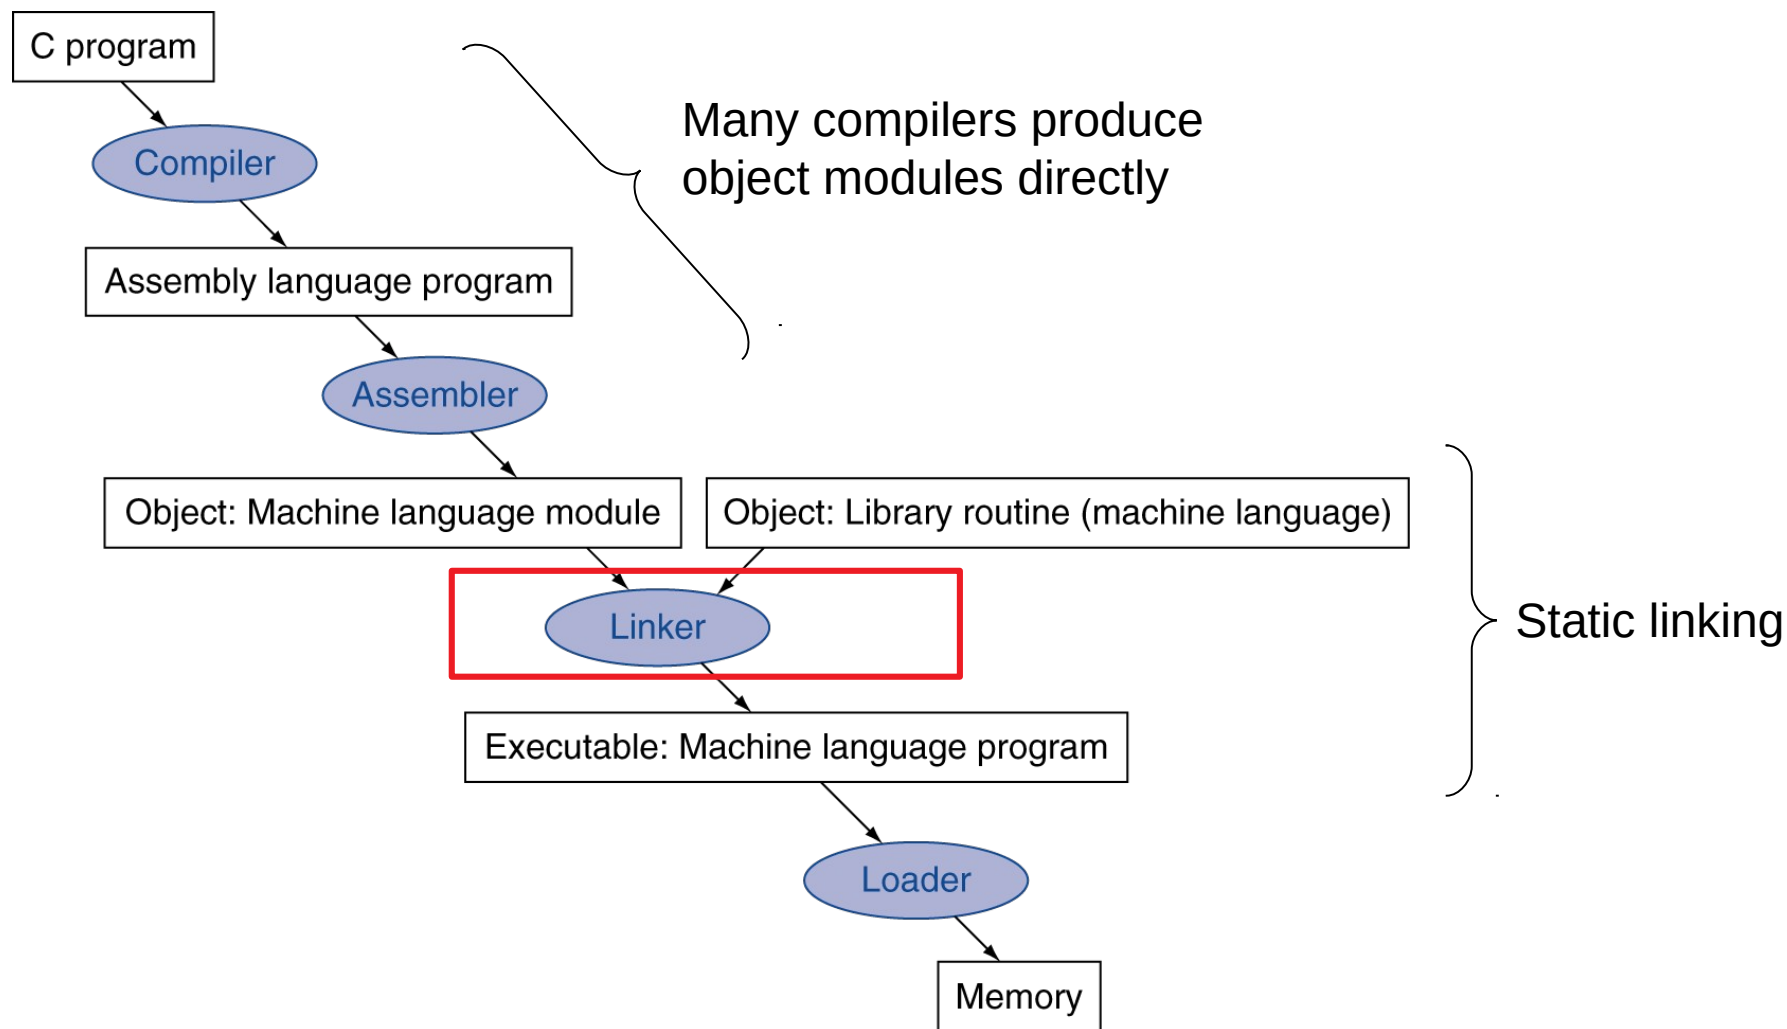 C program
Many compilers produce
object modules directly
Compiler
Assembly language program
Assembler
Object: Machine language module
Object: Library routine (machine language)
Linker
Static linking
Executable: Machine language program
Loader
Memory